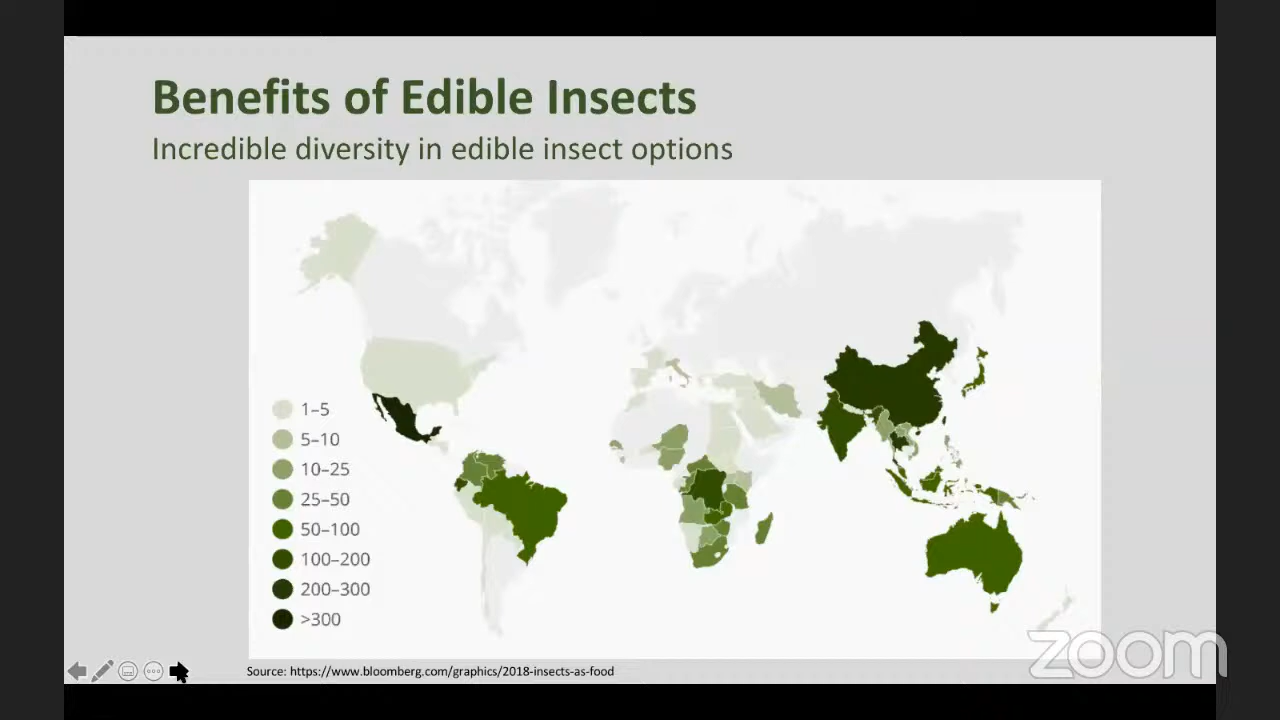 Benefits of Edible Insects
Incredible diversity in edible insect options
1–5
5–10
10–25
25–50
50–100
100–200
200–300
>300
Source: https://www.bloomberg.com/graphics/2018-insects-as-food
zoom